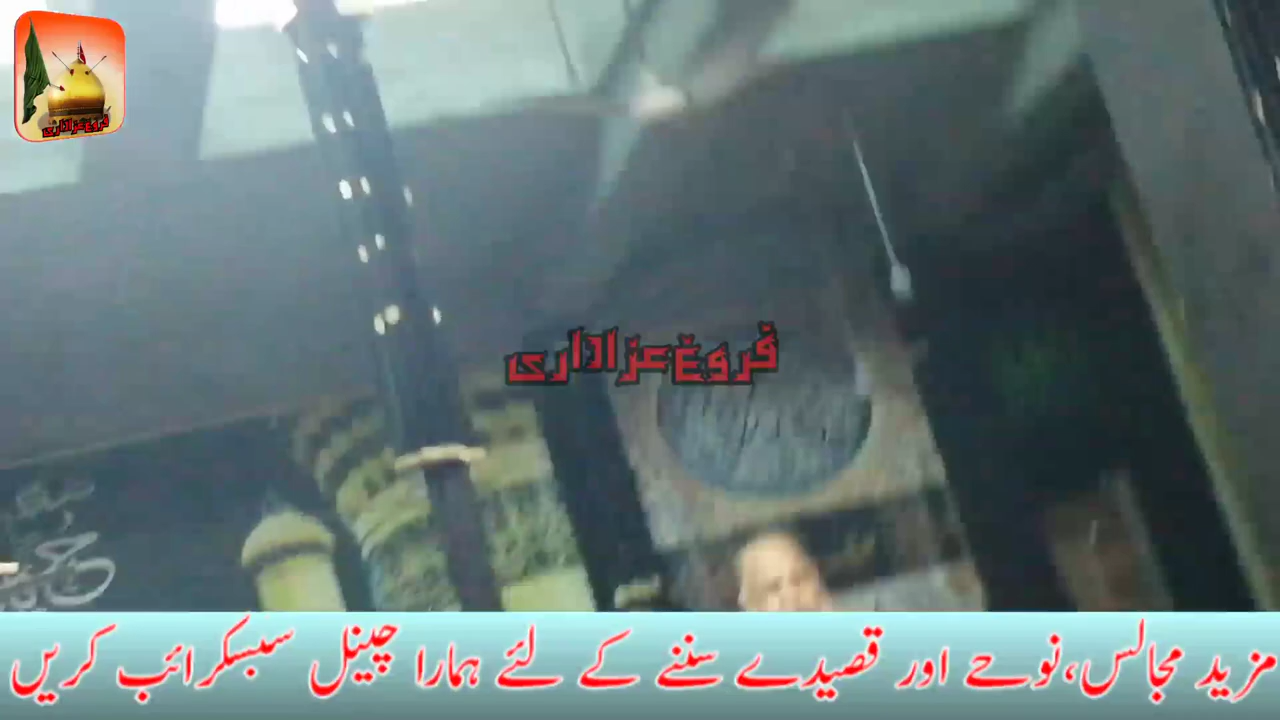 فروغ عزاداری
فروغ عزاداری
مزید مجالس،نوحے اور قصیدے سننے کے لئے ہمارا چینل سبسکرائب کریں